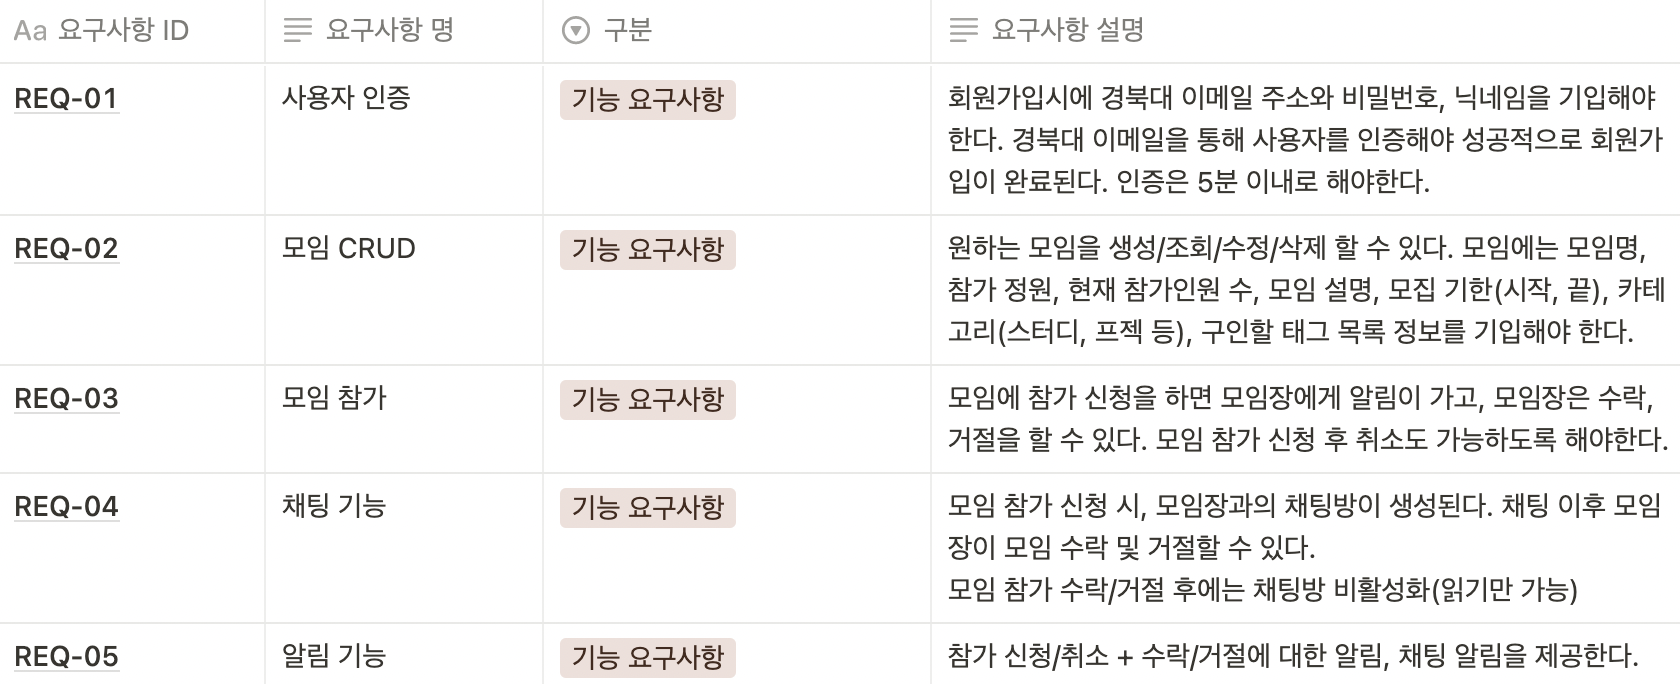 Aa 요구사항 ID 요구사항 명 구분 요구사항 설명
REQ-01 사용자 인증 기능 요구사항 회원가입시에 경북대 이메일 주소와 비밀번호, 닉네임을 기입해야
한다. 경북대 이메일을 통해 사용자를 인증해야 성공적으로 회원가
입이 완료된다. 인증은 5분 이내로 해야한다.
REQ-02 모임 CRUD 기능 요구사항 원하는 모임을 생성/조회/수정/삭제 할 수 있다. 모임에는 모임명,
참가 정원, 현재 참가인원 수, 모임 설명, 모집 기한(시작, 끝), 카테
고리(스터디, 프젝 등), 구인할 태그 목록 정보를 기입해야 한다.
REQ-03 모임 참가 기능 요구사항 모임에 참가 신청을 하면 모임장에게 알림이 가고, 모임장은 수락,
거절을 할 수 있다. 모임 참가 신청 후 취소도 가능하도록 해야한다.
REQ-04 채팅 기능 기능 요구사항 모임 참가 신청 시, 모임장과의 채팅방이 생성된다. 채팅 이후 모임
장이 모임 수락 및 거절할 수 있다.
모임 참가 수락/거절 후에는 채팅방 비활성화(읽기만 가능)
REQ-05 알림 기능 기능 요구사항 참가 신청/취소 + 수락/거절에 대한 알림, 채팅 알림을 제공한다.